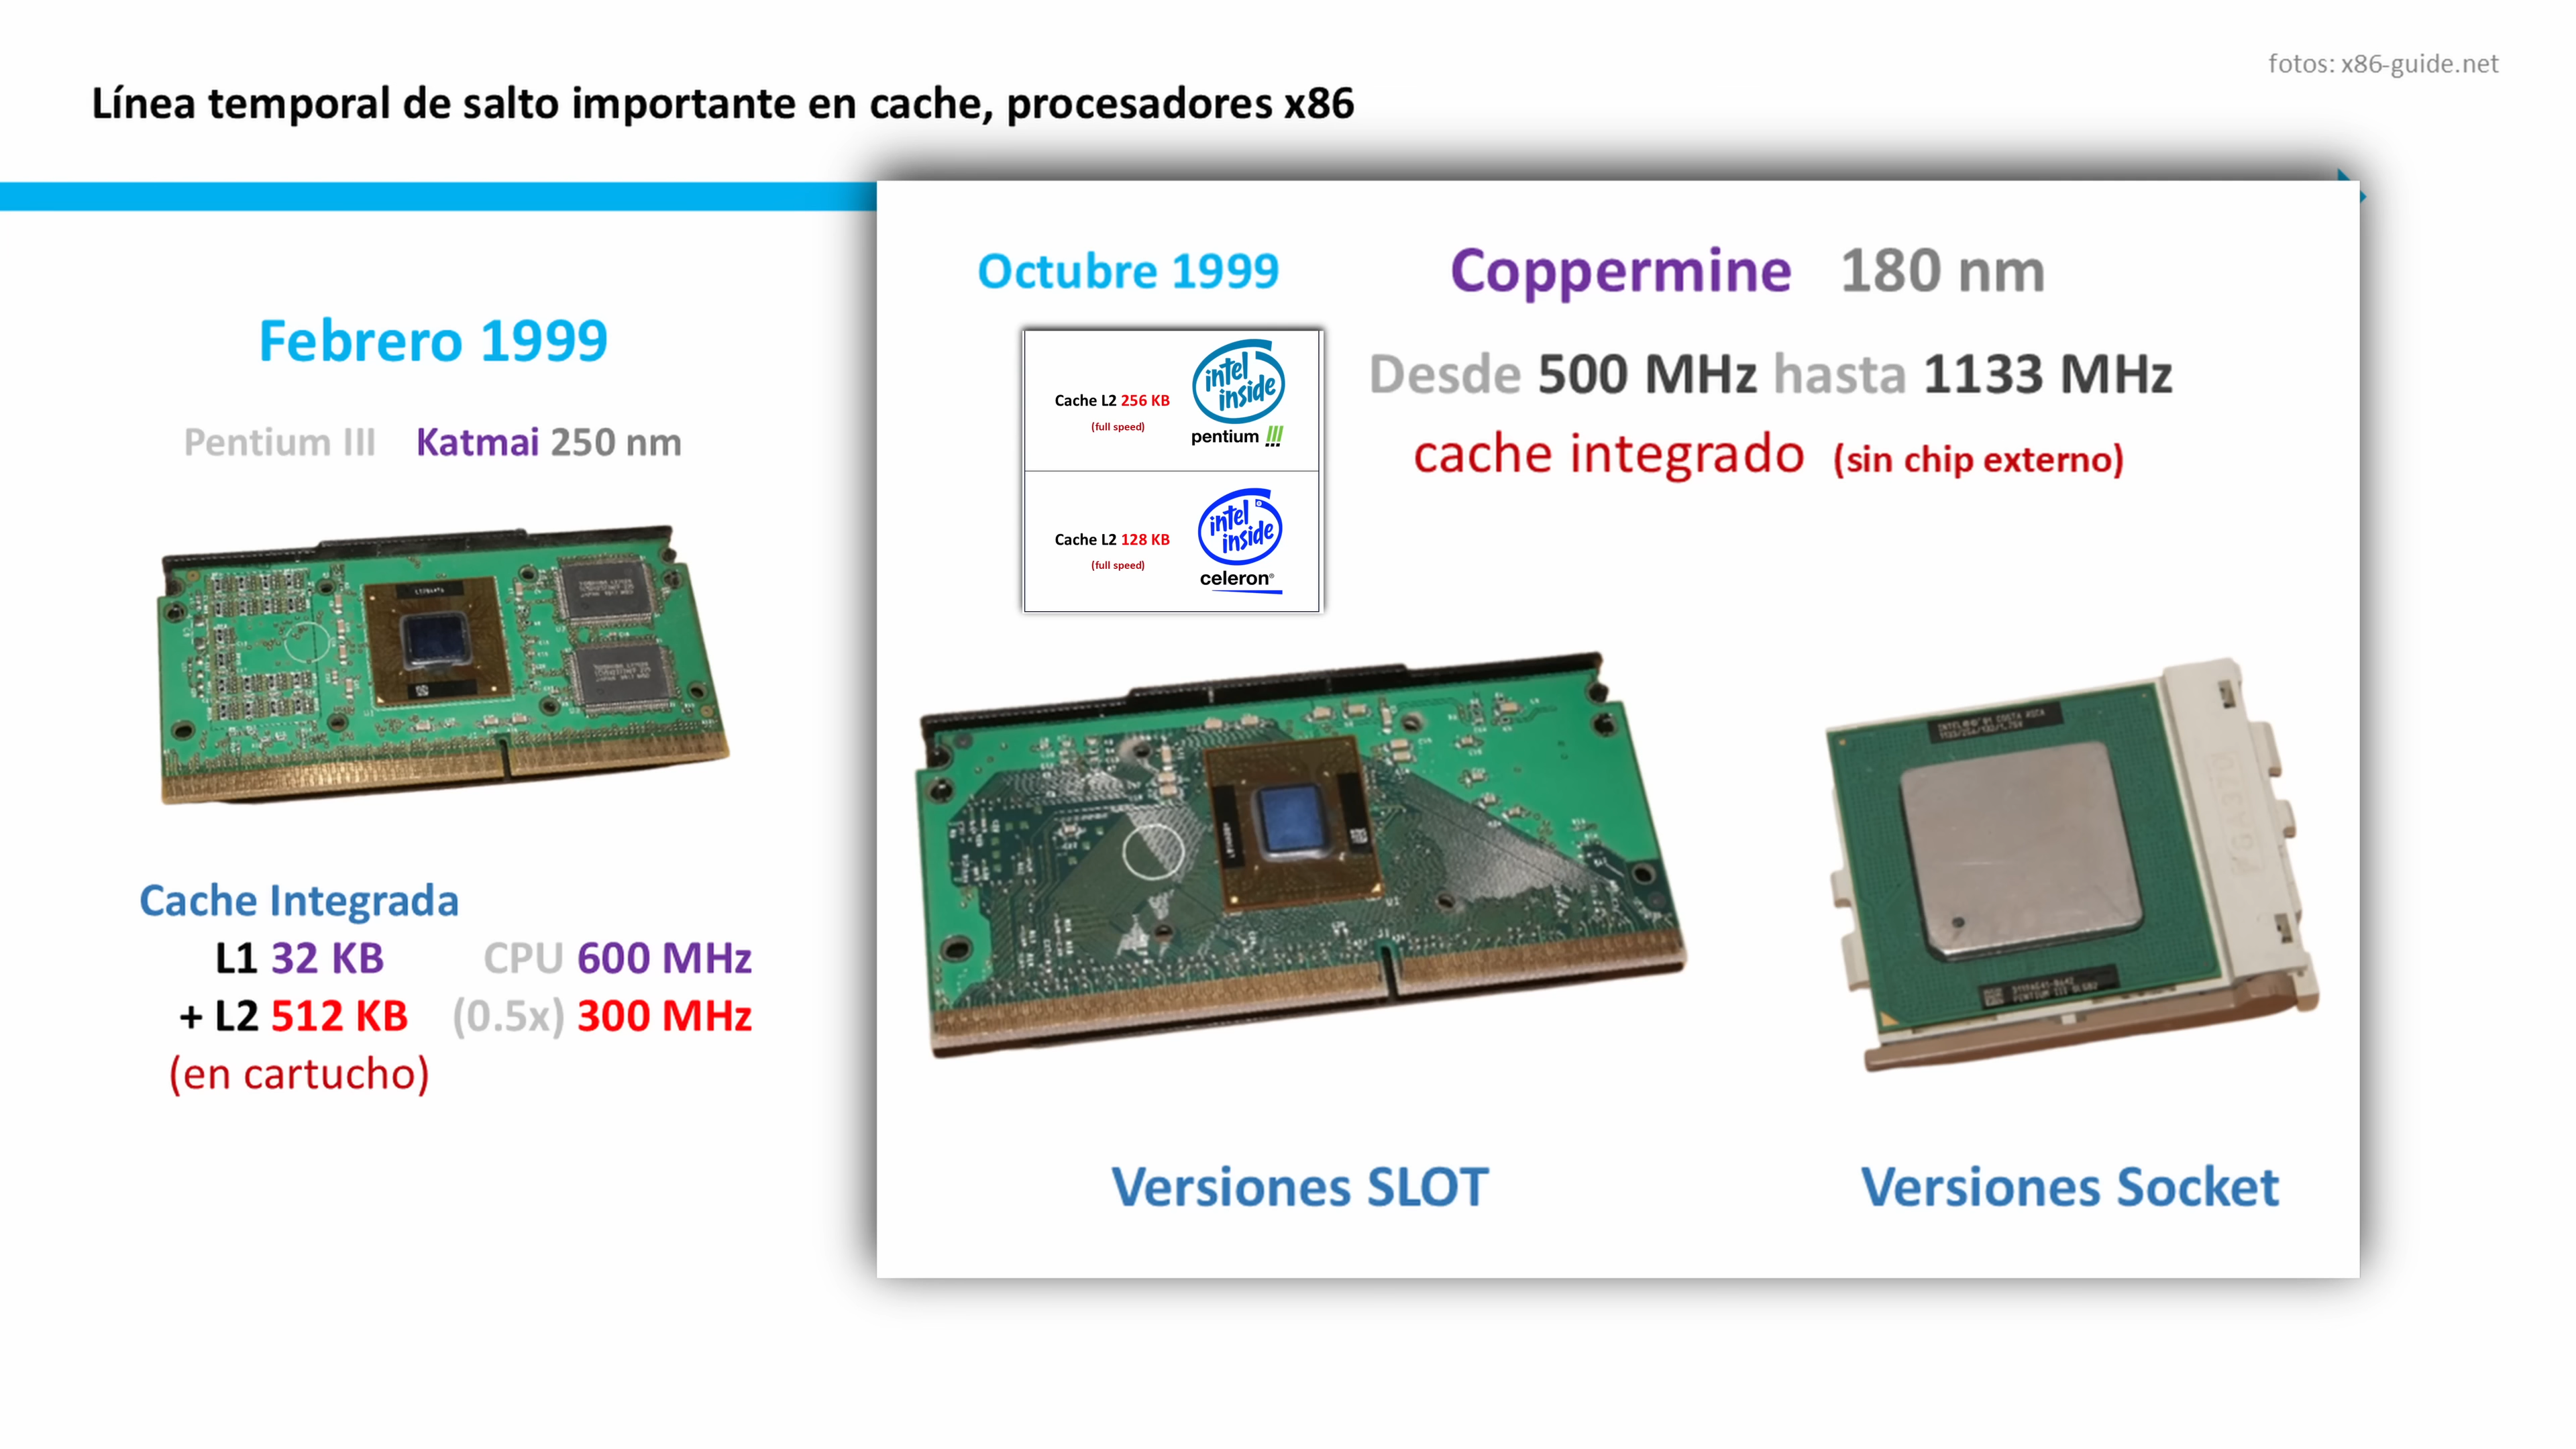 fotos: x86-guide.net
Línea temporal de salto importante en cache, procesadores x86
Febrero 1999
Pentium III Katmai 250 nm
Cache Integrada
L1 32 KB CPU 600 MHz
+ L2 512 KB (0.5x) 300 MHz
(en cartucho)
Octubre 1999
Coppermine 180 nm
Desde 500 MHz hasta 1133 MHz
cache integrado (sin chip externo)
Cache L2 256 KB
(full speed)
intel
inside
pentium !!!
Cache L2 128 KB
(full speed)
intel
inside
celeron®
Versiones SLOT
Versiones Socket